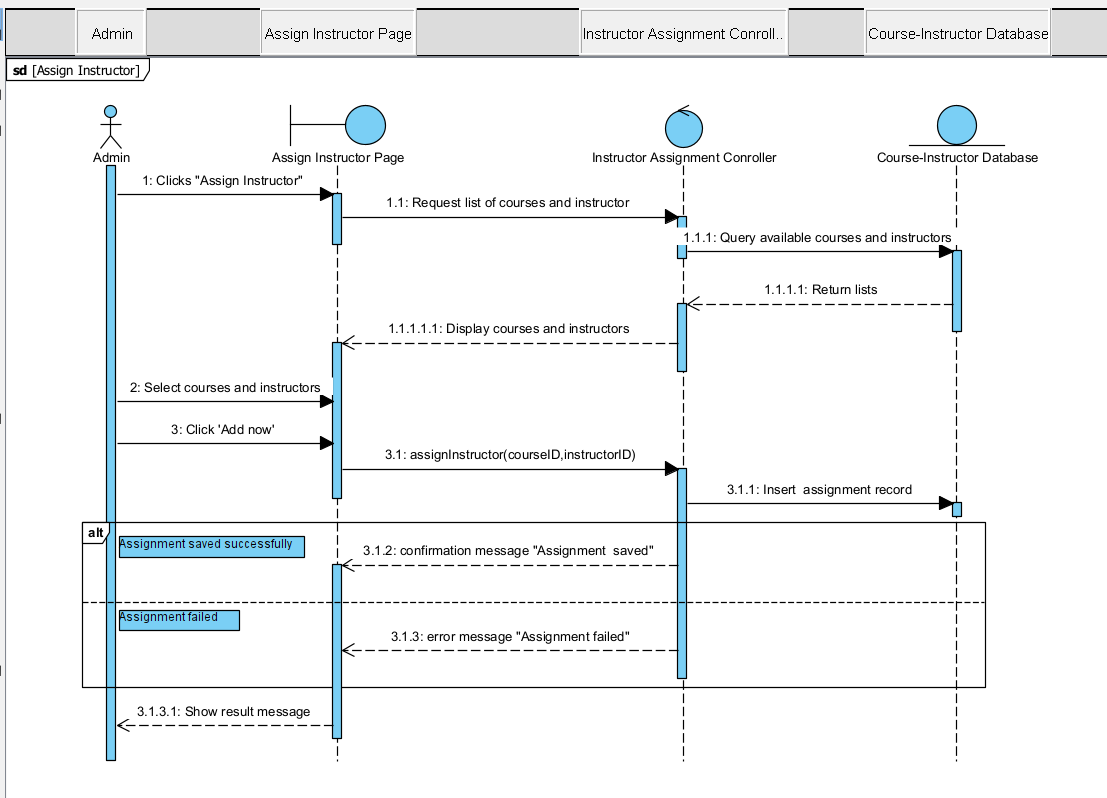 Admin
Assign Instructor Page
Instructor Assignment Conroll..
Course-Instructor Database
sd [Assign Instructor]
Admin
Assign Instructor Page
Instructor Assignment Conroller
Course-Instructor Database
1: Clicks "Assign Instructor"
1.1: Request list of courses and instructor
1.1.1: Query available courses and instructors
1.1.1.1: Return lists
1.1.1.1.1: Display courses and instructors
2: Select courses and instructors
3: Click 'Add now'
3.1: assignInstructor(courseID,instructorID)
3.1.1: Insert  assignment record
alt
Assignment saved successfully
3.1.2: confirmation message "Assignment  saved"
Assignment failed
3.1.3: error message "Assignment failed"
3.1.3.1: Show result message